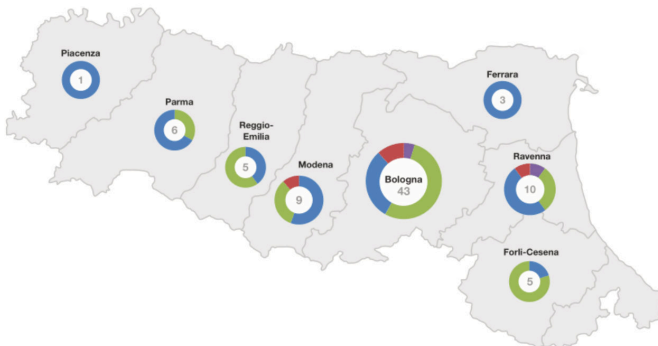 Piacenza
1
Parma
6
Reggio-
Emilia
5
Modena
9
Bologna
43
Ferrara
3
Ravenna
10
Forlì-Cesena
5